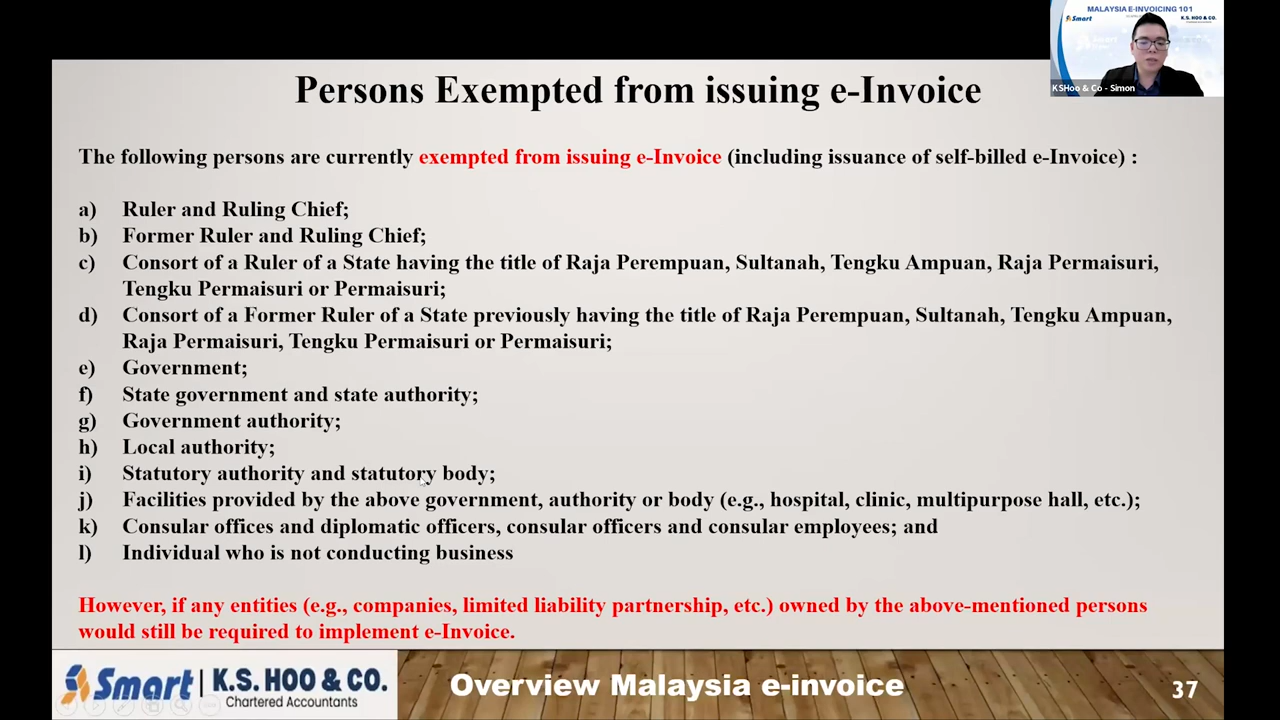 MALAYSIA E-INVOICING 101
Smart
K.S. HOO & CO.
KSHoo & Co - Simon
Persons Exempted from issuing e-Invoice
The following persons are currently exempted from issuing e-Invoice (including issuance of self-billed e-Invoice) :
a) Ruler and Ruling Chief;
b) Former Ruler and Ruling Chief;
c) Consort of a Ruler of a State having the title of Raja Perempuan, Sultanah, Tengku Ampuan, Raja Permaisuri,
Tengku Permaisuri or Permaisuri;
d) Consort of a Former Ruler of a State previously having the title of Raja Perempuan, Sultanah, Tengku Ampuan,
Raja Permaisuri, Tengku Permaisuri or Permaisuri;
e) Government;
f) State government and state authority;
g) Government authority;
h) Local authority;
i) Statutory authority and statutory body;
j) Facilities provided by the above government, authority or body (e.g., hospital, clinic, multipurpose hall, etc.);
k) Consular offices and diplomatic officers, consular officers and consular employees; and
l) Individual who is not conducting business
However, if any entities (e.g., companies, limited liability partnership, etc.) owned by the above-mentioned persons
would still be required to implement e-Invoice.
Smart | K.S. HOO & CO.
Chartered Accountants
Overview Malaysia e-invoice
37